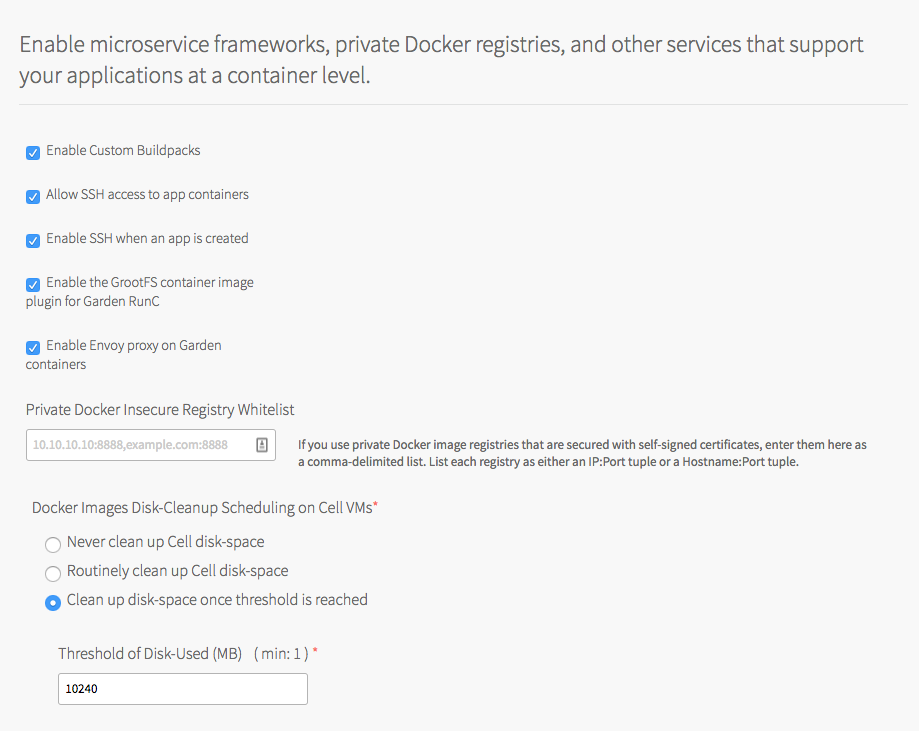 Enable microservice frameworks, private Docker registries, and other services that support
your applications at a container level.
Enable Custom Buildpacks
Allow SSH access to app containers
Enable SSH when an app is created
Enable the GrootFS container image
plugin for Garden RunC
Enable Envoy proxy on Garden
containers
Private Docker Insecure Registry Whitelist
10.10.10.10:8888,example.com:8888
If you use private Docker image registries that are secured with self-signed certificates, enter them here as
a comma-delimited list. List each registry as either an IP:Port tuple or a Hostname:Port tuple.
Docker Images Disk-Cleanup Scheduling on Cell VMs*
Never clean up Cell disk-space
Routinely clean up Cell disk-space
Clean up disk-space once threshold is reached
Threshold of Disk-Used (MB) ( min: 1 ) *
10240